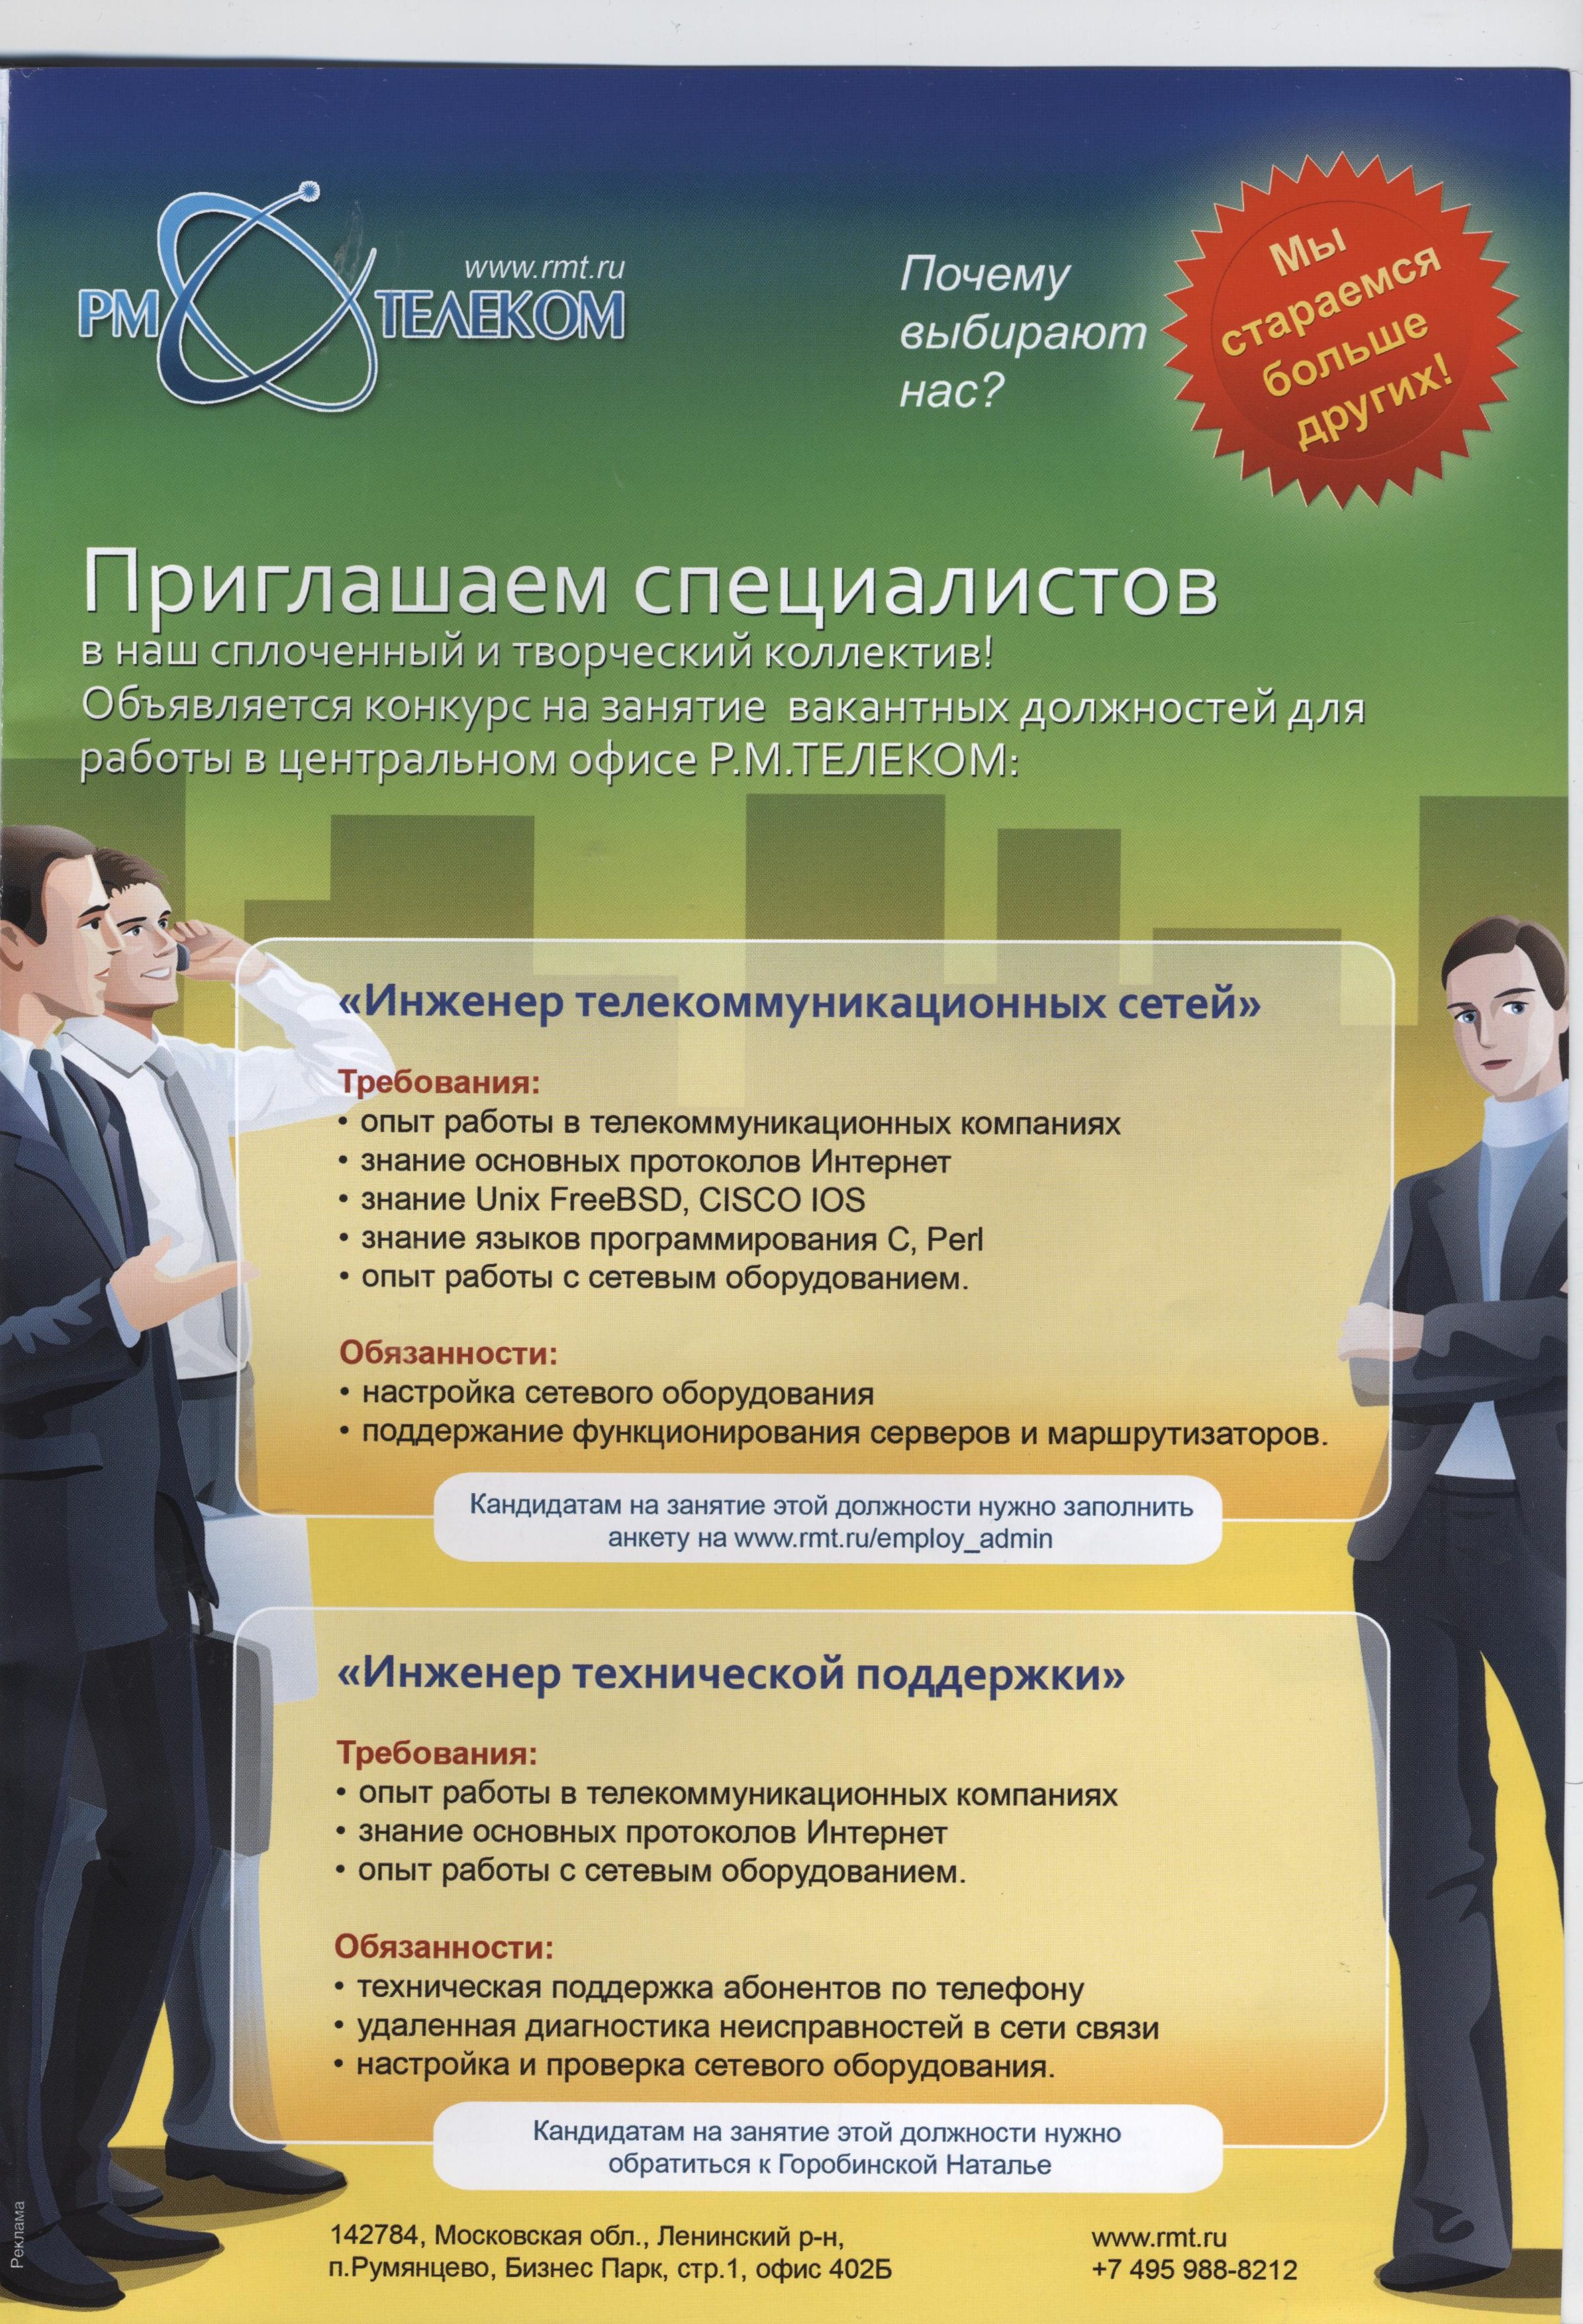 www.rmt.ru
РМ ТЕЛЕКОМ
Почему
выбирают
нас?
Мы
стараемся
больше
других!
Приглашаем специалистов
в наш сплоченный и творческий коллектив!
Объявляется конкурс на занятие вакантных должностей для
работы в центральном офисе Р.М.ТЕЛЕКОМ:
«Инженер телекоммуникационных сетей»
Требования:
• опыт работы в телекоммуникационных компаниях
• знание основных протоколов Интернет
• знание Unix FreeBSD, CISCO IOS
• знание языков программирования C, Perl
• опыт работы с сетевым оборудованием.
Обязанности:
• настройка сетевого оборудования
• поддержание функционирования серверов и маршрутизаторов.
Кандидатам на занятие этой должности нужно заполнить
анкету на www.rmt.ru/employ_admin
«Инженер технической поддержки»
Требования:
• опыт работы в телекоммуникационных компаниях
• знание основных протоколов Интернет
• опыт работы с сетевым оборудованием.
Обязанности:
• техническая поддержка абонентов по телефону
• удаленная диагностика неисправностей в сети связи
• настройка и проверка сетевого оборудования.
Кандидатам на занятие этой должности нужно
обратиться к Горобинской Наталье
142784, Московская обл., Ленинский р-н,
п.Румянцево, Бизнес Парк, стр.1, офис 402Б
www.rmt.ru
+7 495 988-8212
Реклама